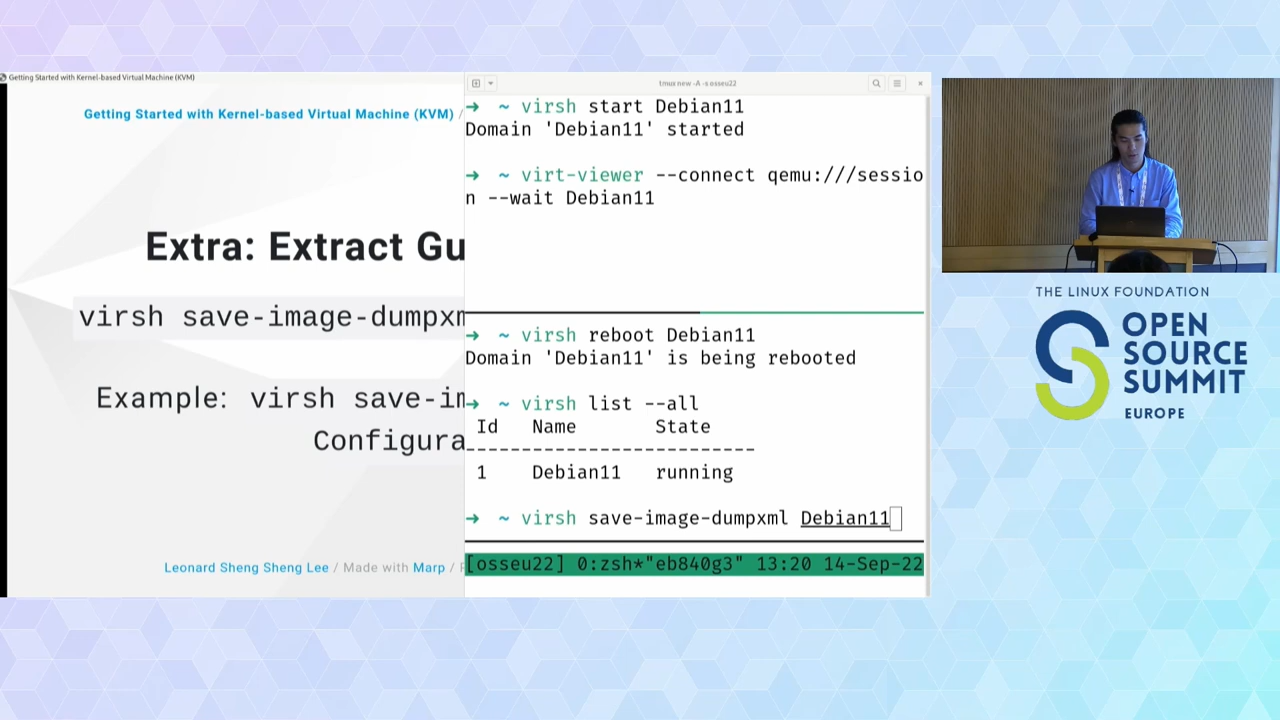 Getting Started with Kernel-based Virtual Machine (KVM)
Getting Started with Kernel-based Virtual Machine (KVM) /
Extra: Extract Gu
virsh save-image-dumpxm
Example: virsh save-im
Configura
Leonard Sheng Sheng Lee / Made with Marp /
tmux new -A -s osseu22
➜ ~ virsh start Debian11
Domain 'Debian11' started
➜ ~ virt-viewer --connect qemu:///sessio
n --wait Debian11
➜ ~ virsh reboot Debian11
Domain 'Debian11' is being rebooted
➜ ~ virsh list --all
Id Name State
-------------------------
1 Debian11 running
➜ ~ virsh save-image-dumpxml Debian11
[osseu22] 0:zsh*"eb840g3" 13:20 14-Sep-22
THE LINUX FOUNDATION
OPEN
SOURCE
SUMMIT
EUROPE